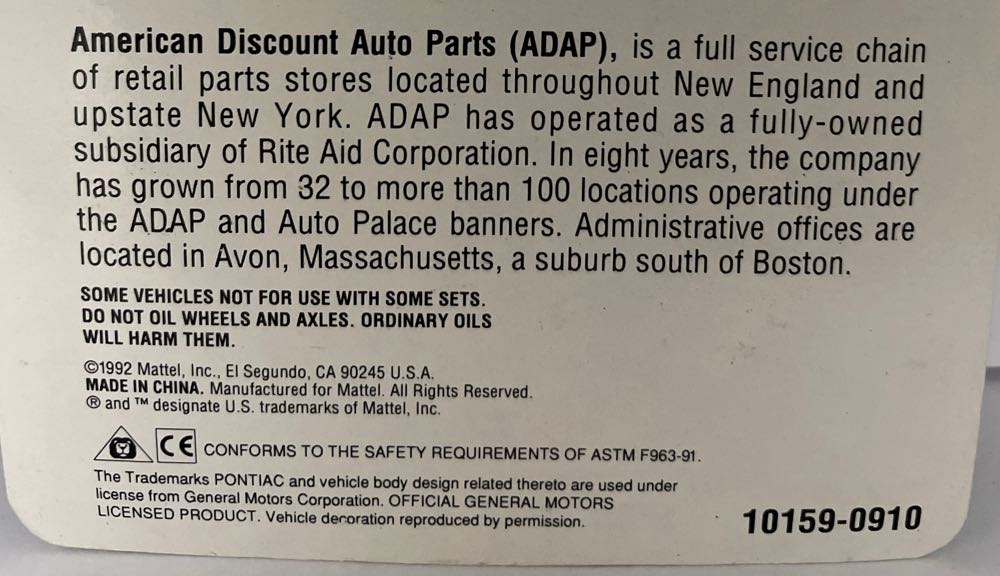 American Discount Auto Parts (ADAP), is a full service chain
of retail parts stores located throughout New England and
upstate New York. ADAP has operated as a fully-owned
subsidiary of Rite Aid Corporation. In eight years, the company
has grown from 32 to more than 100 locations operating under
the ADAP and Auto Palace banners. Administrative offices are
located in Avon, Massachusetts, a suburb south of Boston.
SOME VEHICLES NOT FOR USE WITH SOME SETS.
DO NOT OIL WHEELS AND AXLES. ORDINARY OILS
WILL HARM THEM.
©1992 Mattel, Inc., El Segundo, CA 90245 U.S.A.
MADE IN CHINA. Manufactured for Mattel. All Rights Reserved.
® and ™ designate U.S. trademarks of Mattel, Inc.
CE CONFORMS TO THE SAFETY REQUIREMENTS OF ASTM F963-91.
The Trademarks PONTIAC and vehicle body design related thereto are used under
license from General Motors Corporation. OFFICIAL GENERAL MOTORS
LICENSED PRODUCT. Vehicle decoration reproduced by permission.
10159-0910